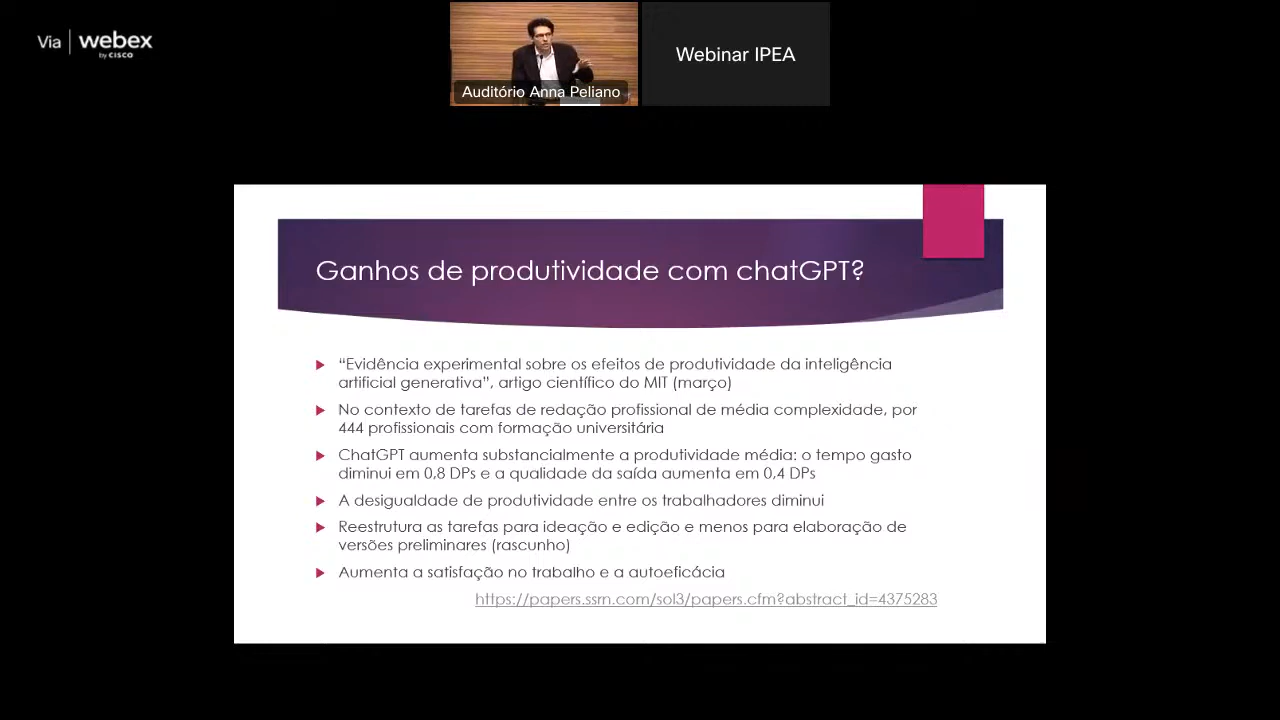 Via | webex
by CISCO
Auditório Anna Peliano
Webinar IPEA
Ganhos de produtividade com chatGPT?
“Evidência experimental sobre os efeitos de produtividade da inteligência
artificial generativa”, artigo científico do MIT (março)
No contexto de tarefas de redação profissional de média complexidade, por
444 profissionais com formação universitária
ChatGPT aumenta substancialmente a produtividade média: o tempo gasto
diminui em 0,8 DPs e a qualidade da saída aumenta em 0,4 DPs
A desigualdade de produtividade entre os trabalhadores diminui
Reestrutura as tarefas para ideação e edição e menos para elaboração de
versões preliminares (rascunho)
Aumenta a satisfação no trabalho e a autoeficácia
https://papers.ssrn.com/sol3/papers.cfm?abstract_id=4375283